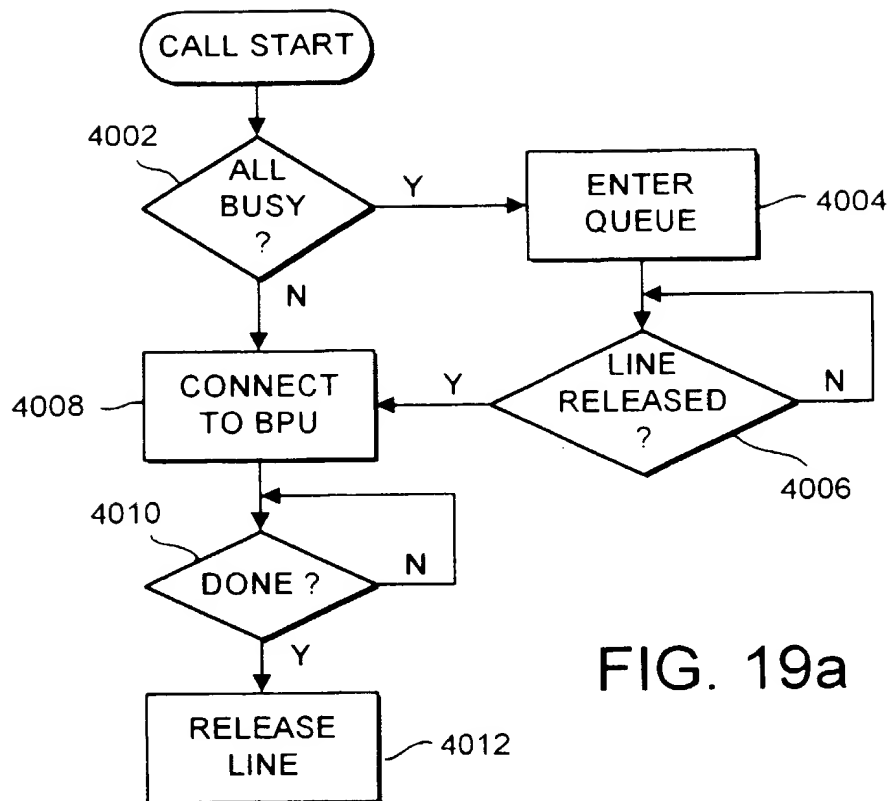 CALL START
4002
ALL
BUSY
?
Y
N
ENTER
QUEUE
4004
CONNECT
TO BPU
4008
Y
LINE
RELEASED
?
N
4006
4010
DONE ?
N
Y
RELEASE
LINE
4012
FIG. 19a